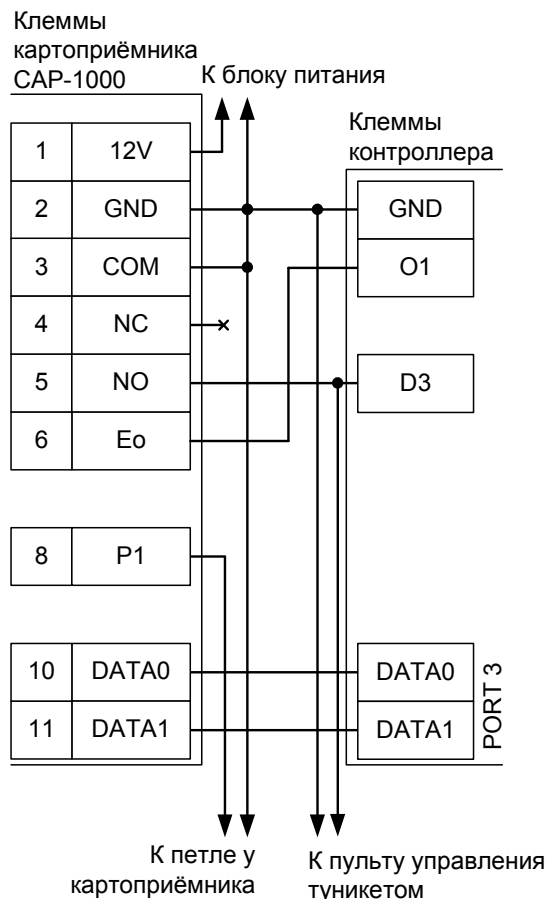 Клеммы
картоприёмника
CAP-1000
К блоку питания
Клеммы
контроллера
1 12V
2 GND
3 COM
4 NC
5 NO
6 Eo
8 P1
10 DATA0
11 DATA1
GND
O1
D3
DATA0
DATA1
PORT 3
К петле у
картоприёмника
К пульту управления
туникетом